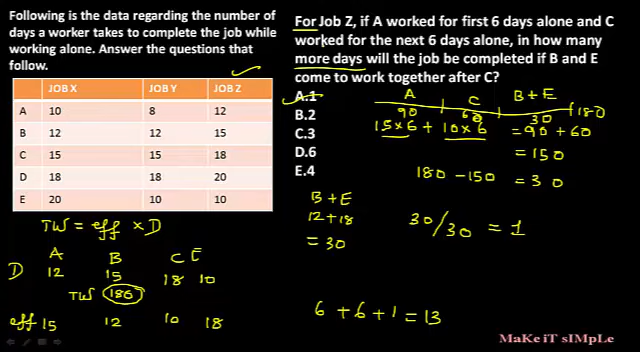 Following is the data regarding the number of
days a worker takes to complete the job while
working alone. Answer the questions that
follow.
JOB X JOB Y JOB Z
A 10 8 12
B 12 12 15
C 15 15 18
D 18 18 20
E 20 10 10
TW = eff × D
A B C E
D 12 15 18 10
TW 180
eff 15 12 10 18
For Job Z, if A worked for first 6 days alone and C
worked for the next 6 days alone, in how many
more days will the job be completed if B and E
come to work together after C?
A.1
B.2
C.3
D.6
E.4
A C B + E
90 60 30 180
15 × 6 + 10 × 6 = 90 + 60
= 150
180 - 150 = 30
B + E
12 + 18
= 30
30/30 = 1
6 + 6 + 1 = 13
MaKe iT sIMpLe